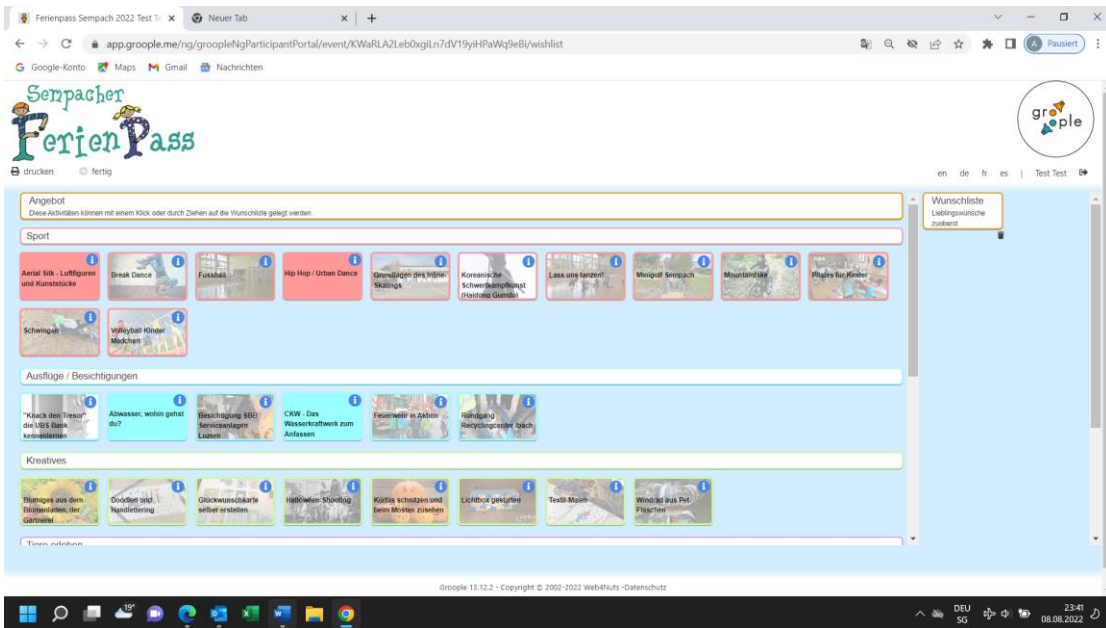 Ferienpass Sempach 2022 Test Te
Neuer Tab
app.groople.me/ng/groopleNgParticipantPortal/event/KWaRLA2Leb0xgiLn7dV19yiHPaWq9eBi/wishlist
Pausiert
Google-Konto Maps Gmail Nachrichten
Sempacher
FerienPass
groople
drucken fertig
en de fr es | Test Test
Angebot
Diese Aktivitäten können mit einem Klick oder durch Ziehen auf die Wunschliste gelegt werden.
Wunschliste
Lieblingswünsche
zuoberst
Sport
Aerial Silk - Luftfiguren
und Kunststücke
Break Dance
Fussball
Hip Hop / Urban Dance
Grundlagen des Inline-
Skatings
Koreanische
Schwertkampfkunst
(Haidong Gumdo)
Lass uns tanzen!
Minigolf Sempach
Mountainbike
Pilates für Kinder
Schwingen
Volleyball Kinder
Mädchen
Ausflüge / Besichtigungen
"Knack den Tresor"
die UBS Bank
kennenlernen
Abwasser, wohin gehst
du?
Besichtigung SBB
Serviceanlagen
Luzern
CKW - Das
Wasserkraftwerk zum
Anfassen
Feuerwehr in Aktion
Rundgang
Recyclingcenter Ibach
Kreatives
Blumiges aus dem
Blumenladen, der
Gärtnerei
Doodlen und
Handlettering
Glückwunschkarte
selber erstellen
Halloween-Shooting
Kürbis schnitzen und
beim Mosten zusehen
Lichtbox gestalten
Textil-Malen
Windrad aus Pet-
Flaschen
Tiere erleben
Groople 13.12.2 - Copyright © 2002-2022 Web4Nuts -Datenschutz
19°
DEU
SG
23:41
08.08.2022